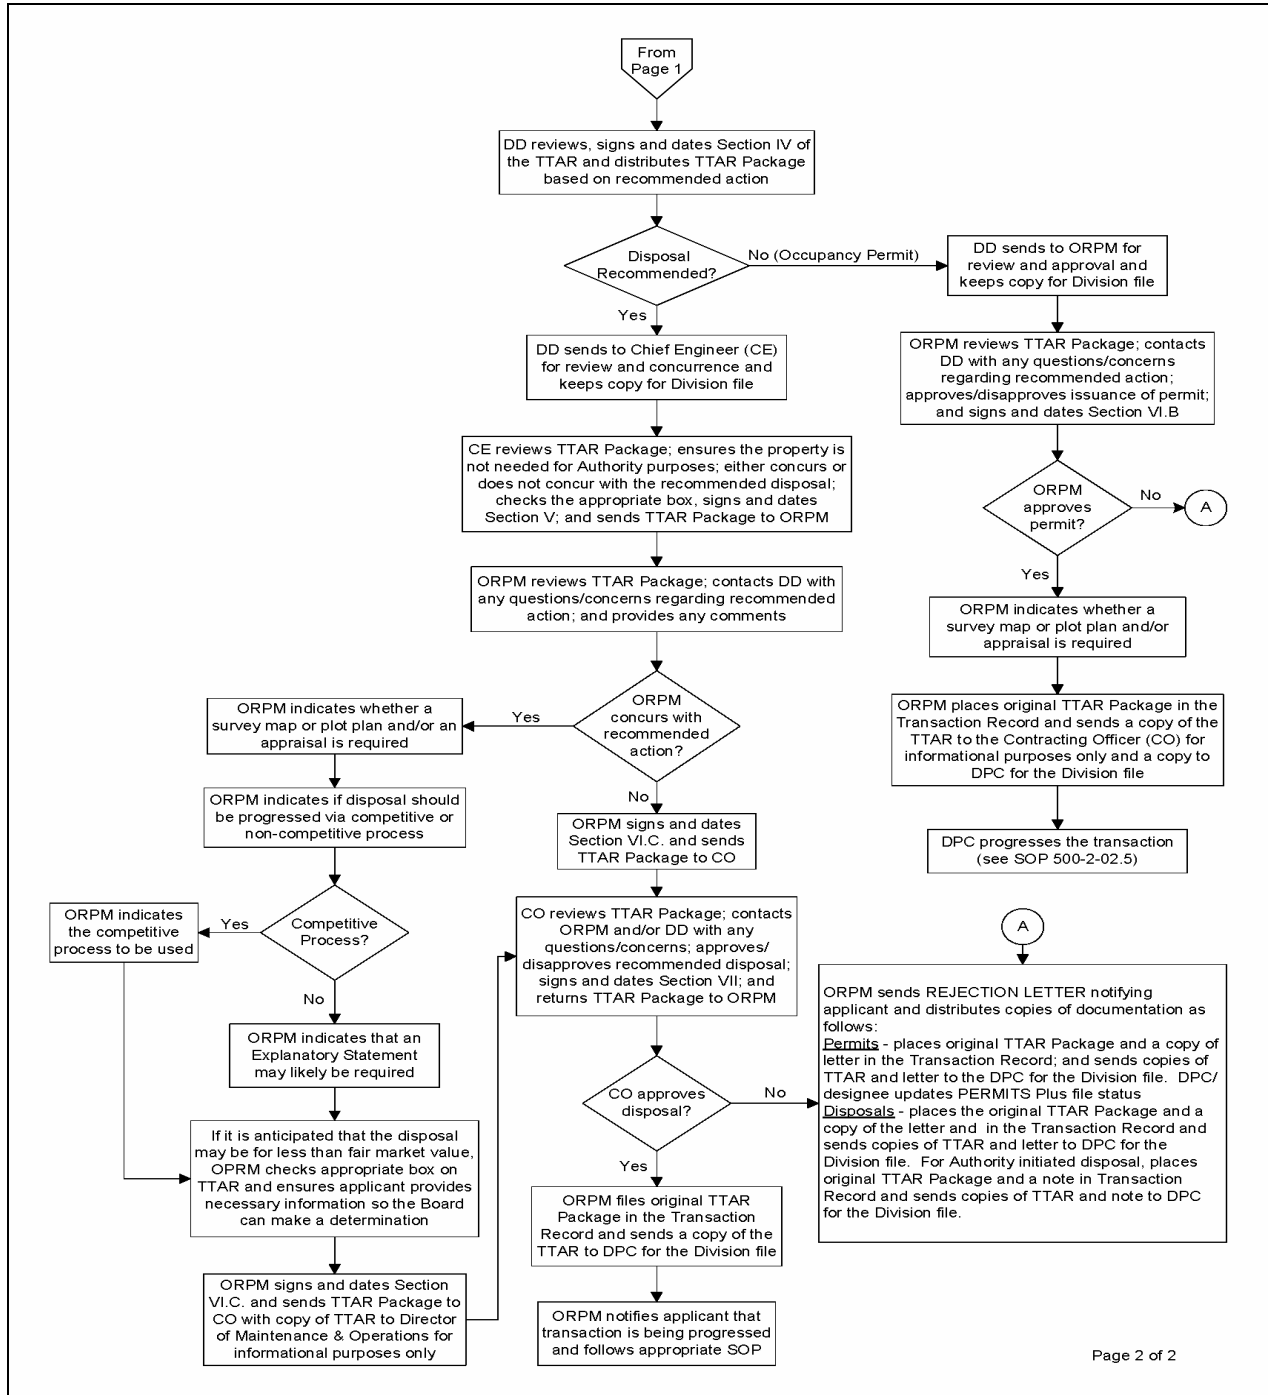 From
Page 1
DD reviews, signs and dates Section IV of
the TTAR and distributes TTAR Package
based on recommended action
Disposal
Recommended?
No (Occupancy Permit)
Yes
DD sends to ORPM for
review and approval and
keeps copy for Division file
DD sends to Chief Engineer (CE)
for review and concurrence and
keeps copy for Division file
ORPM reviews TTAR Package; contacts
DD with any questions/concerns
regarding recommended action;
approves/disapproves issuance of permit;
and signs and dates Section VI.B
CE reviews TTAR Package; ensures the property is
not needed for Authority purposes; either concurs or
does not concur with the recommended disposal;
checks the appropriate box, signs and dates
Section V; and sends TTAR Package to ORPM
ORPM
approves
permit?
No
A
Yes
ORPM reviews TTAR Package; contacts DD with
any questions/concerns regarding recommended
action; and provides any comments
ORPM indicates whether a
survey map or plot plan and/or
appraisal is required
ORPM
concurs with
recommended
action?
Yes
No
ORPM indicates whether a
survey map or plot plan and/or an
appraisal is required
ORPM places original TTAR Package in the
Transaction Record and sends a copy of the
TTAR to the Contracting Officer (CO) for
informational purposes only and a copy to
DPC for the Division file
ORPM indicates if disposal should
be progressed via competitive or
non-competitive process
ORPM signs and dates
Section VI.C. and sends
TTAR Package to CO
DPC progresses the transaction
(see SOP 500-2-02.5)
ORPM indicates
the competitive
process to be used
Yes
Competitive
Process?
No
CO reviews TTAR Package; contacts
ORPM and/or DD with any
questions/concerns; approves/
disapproves recommended disposal;
signs and dates Section VII; and
returns TTAR Package to ORPM
A
ORPM sends REJECTION LETTER notifying
applicant and distributes copies of documentation as
follows:
Permits - places original TTAR Package and a copy of
letter in the Transaction Record; and sends copies of
TTAR and letter to the DPC for the Division file.  DPC/
designee updates PERMITS Plus file status
Disposals - places the original TTAR Package and a
copy of the letter and  in the Transaction Record and
sends copies of TTAR and letter to DPC for the
Division file.  For Authority initiated disposal, places
original TTAR Package and a note in Transaction
Record and sends copies of TTAR and note to DPC
for the Division file.
ORPM indicates that an
Explanatory Statement
may likely be required
CO approves
disposal?
No
Yes
If it is anticipated that the disposal
may be for less than fair market value,
OPRM checks appropriate box on
TTAR and ensures applicant provides
necessary information so the Board
can make a determination
ORPM files original TTAR
Package in the Transaction
Record and sends a copy of the
TTAR to DPC for the Division file
ORPM signs and dates Section
VI.C. and sends TTAR Package to
CO with copy of TTAR to Director
of Maintenance & Operations for
informational purposes only
ORPM notifies applicant that
transaction is being progressed
and follows appropriate SOP
Page 2 of 2